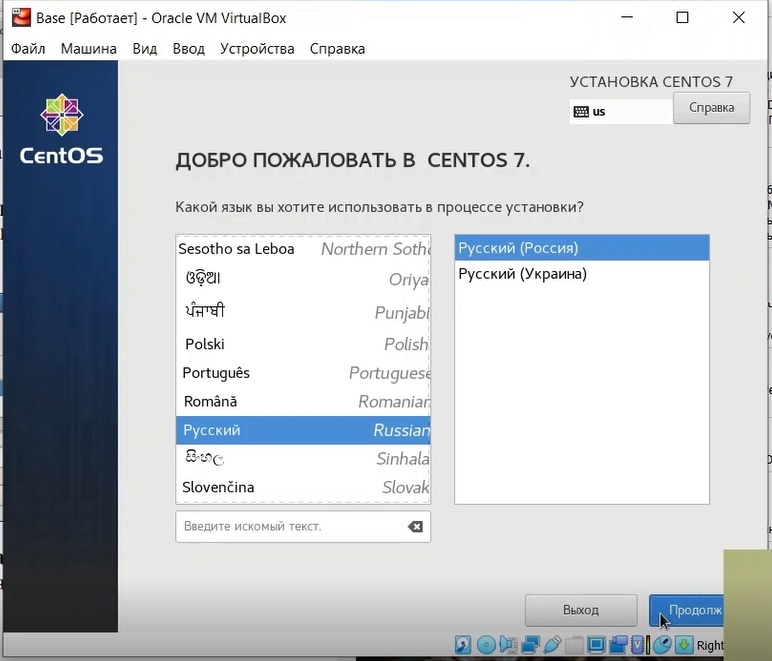 Base [Работает] - Oracle VM VirtualBox
Файл Машина Вид Ввод Устройства Справка
УСТАНОВКА CENTOS 7
us Справка
CentOS
ДОБРО ПОЖАЛОВАТЬ В CENTOS 7.
Какой язык вы хотите использовать в процессе установки?
Sesotho sa Leboa Northern Soth
ଓଡ଼ିଆ Oriya
ਪੰਜਾਬੀ Punjabi
Polski Polish
Português Portuguese
Română Romanian
Русский Russian
සිංහල Sinhala
Slovenčina Slovak
Русский (Россия)
Русский (Украина)
Введите искомый текст.
Выход Продолж
Right